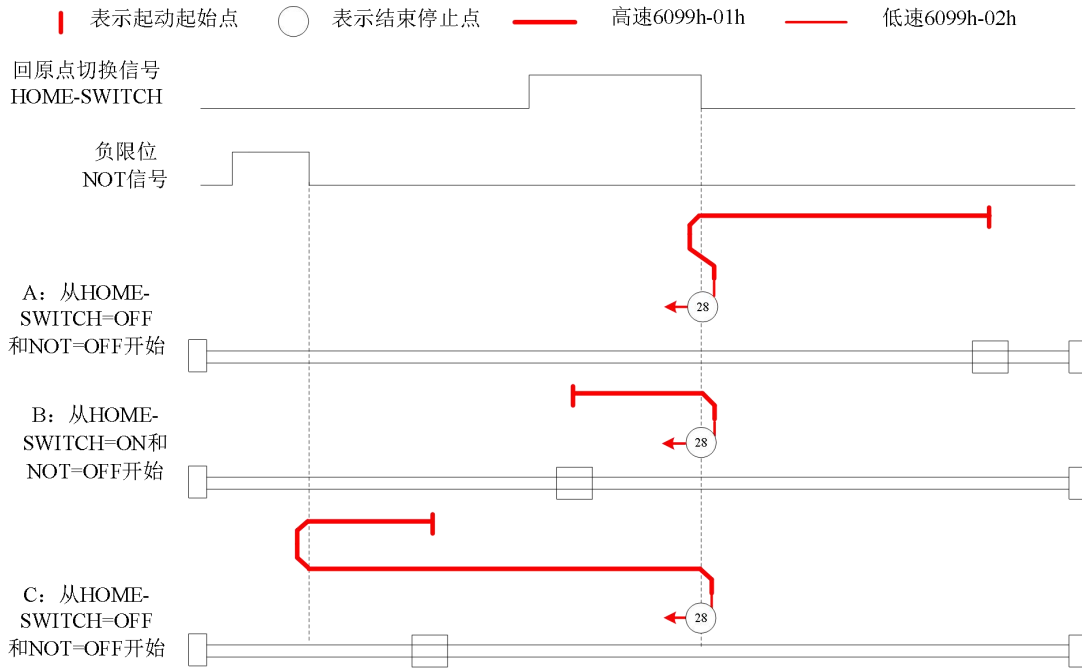 表示起动起始点 表示结束停止点 高速6099h-01h 低速6099h-02h
回原点切换信号
HOME-SWITCH
负限位
NOT信号
28
A：从HOME-
SWITCH=OFF
和NOT=OFF开始
B：从HOME-
SWITCH=ON和
NOT=OFF开始
28
C：从HOME-
SWITCH=OFF
和NOT=OFF开始
28